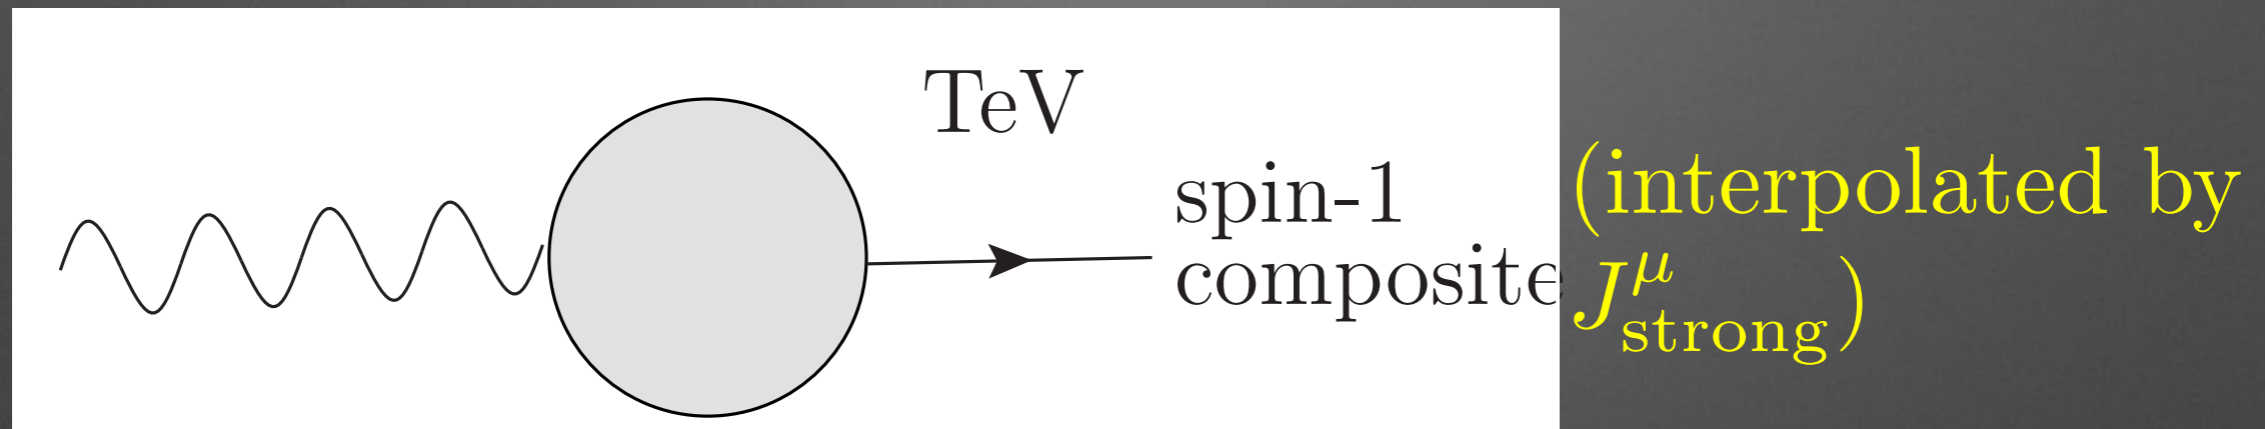 TeV
spin-1
composite
(interpolated by
J^μ_strong)